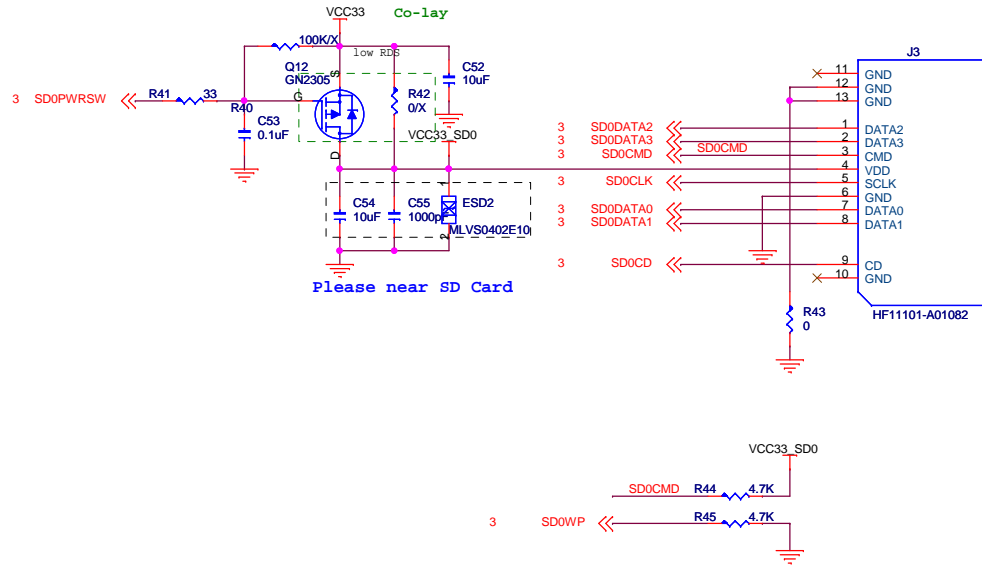 VCC33
Co-lay
100K/X
low RDS
Q12
GN2305
S
G
D
C52
10uF
R42
0/X
3 SD0PWRSW
R41
33
R40
C53
0.1uF
VCC33_SD0
C54
10uF
C55
1000pF
1
2
ESD2
MLVS0402E10
Please near SD Card
J3
11 GND
12 GND
13 GND
3 SD0DATA2 1 DATA2
3 SD0DATA3 2 DATA3
3 SD0CMD SD0CMD 3 CMD
4 VDD
3 SD0CLK 5 SCLK
6 GND
3 SD0DATA0 7 DATA0
3 SD0DATA1 8 DATA1
3 SD0CD 9 CD
10 GND
HF11101-A01082
R43
0
VCC33_SD0
SD0CMD R44 4.7K
3 SD0WP R45 4.7K